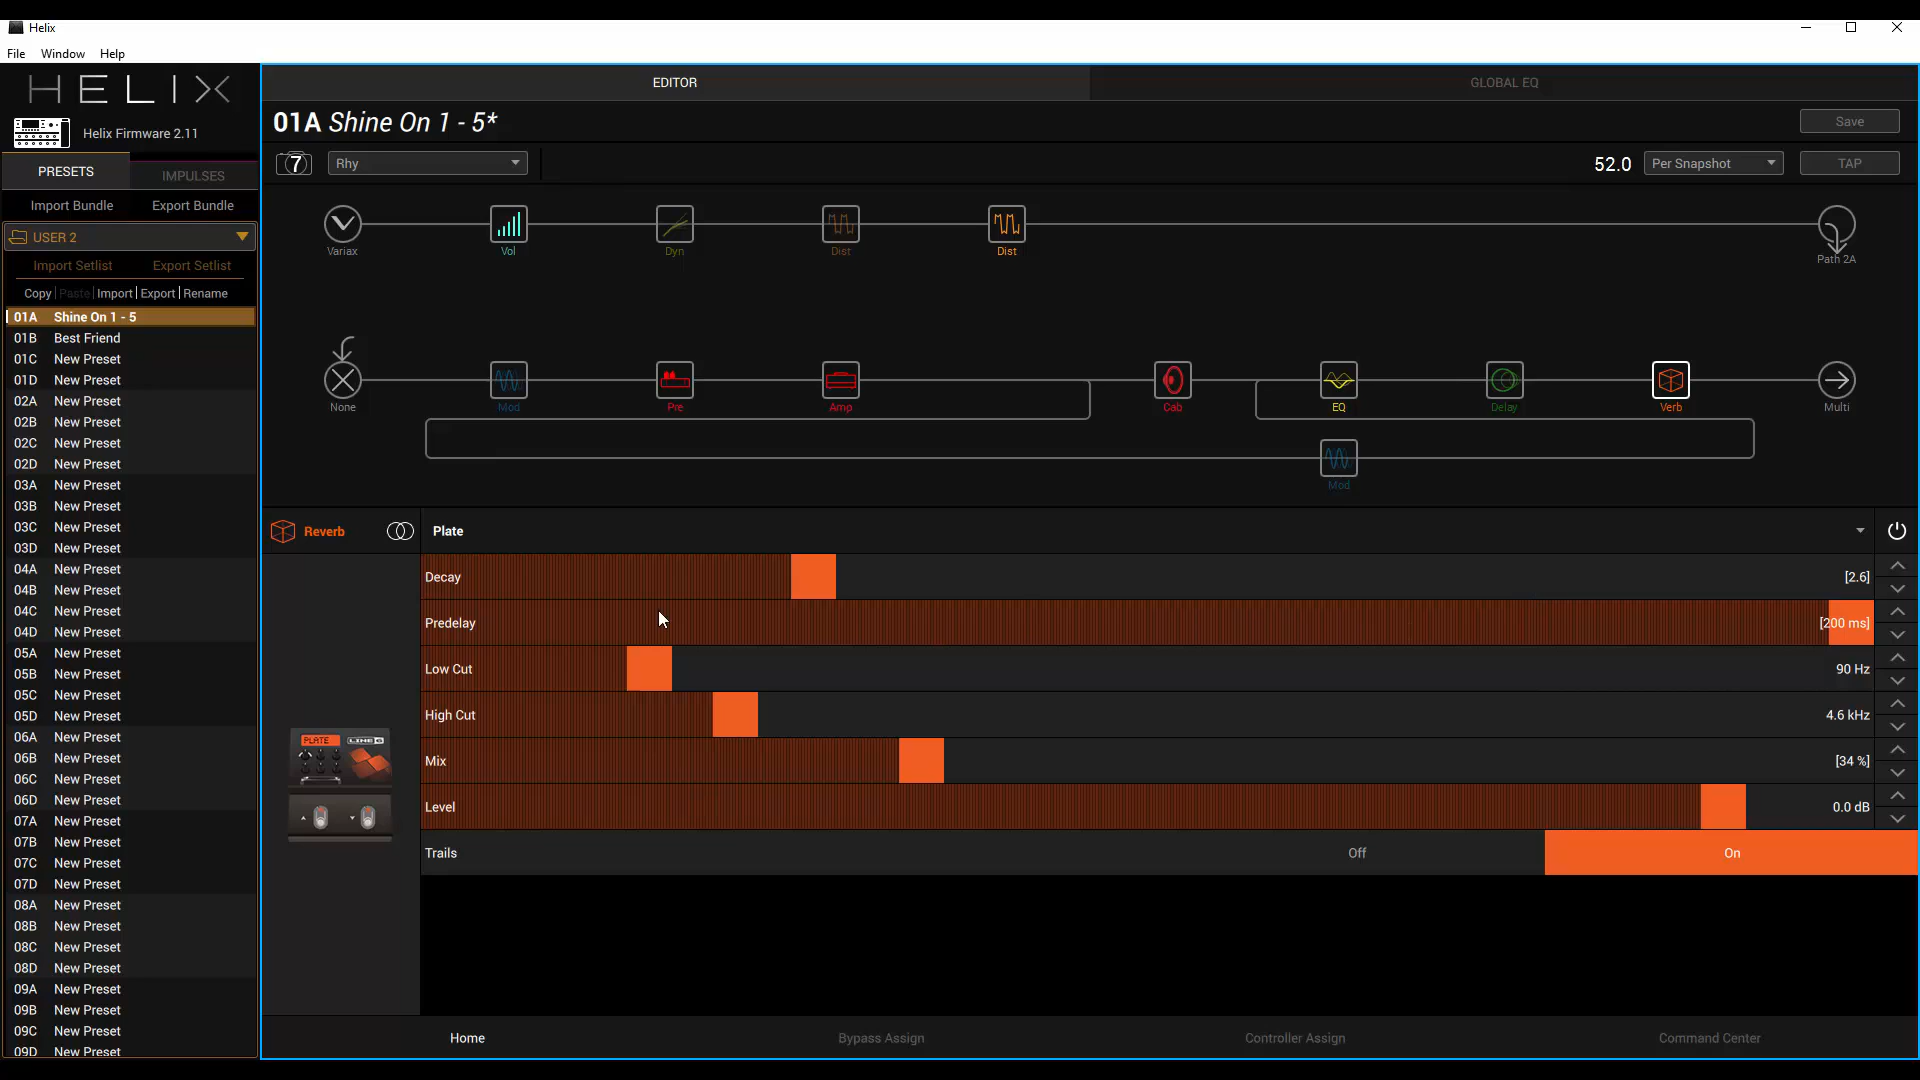 Helix
File Window Help
HELIX
Helix Firmware 2.11
PRESETS IMPULSES
Import Bundle Export Bundle
USER 2
Import Setlist Export Setlist
Copy | Paste | Import | Export | Rename
01A Shine On 1 - 5
01B Best Friend
01C New Preset
01D New Preset
02A New Preset
02B New Preset
02C New Preset
02D New Preset
03A New Preset
03B New Preset
03C New Preset
03D New Preset
04A New Preset
04B New Preset
04C New Preset
04D New Preset
05A New Preset
05B New Preset
05C New Preset
05D New Preset
06A New Preset
06B New Preset
06C New Preset
06D New Preset
07A New Preset
07B New Preset
07C New Preset
07D New Preset
08A New Preset
08B New Preset
08C New Preset
08D New Preset
09A New Preset
09B New Preset
09C New Preset
09D New Preset
EDITOR GLOBAL EQ
01A Shine On 1 - 5* Save
7 Rhy 52.0 Per Snapshot TAP
Variax Vol Dyn Dist Dist Path 2A
None Mod Pre Amp Cab EQ Delay Verb Multi
Mod
Reverb Plate
Decay [2.6]
Predelay [200 ms]
Low Cut 90 Hz
High Cut 4.6 kHz
Mix [34 %]
Level 0.0 dB
Trails Off On
PLATE LINE 6
Home Bypass Assign Controller Assign Command Center